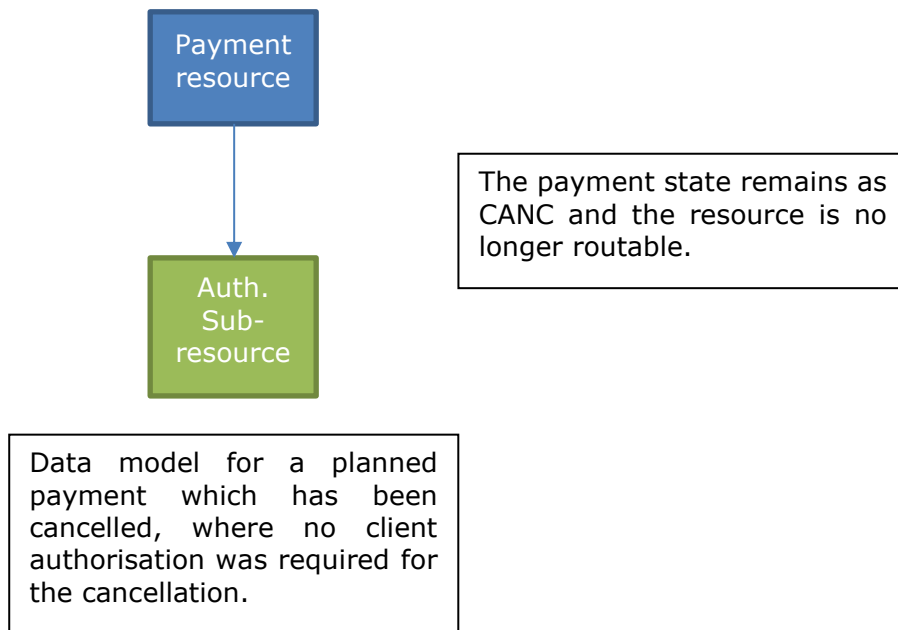 Payment
resource
The payment state remains as
CANC and the resource is no
longer routable.
Auth.
Sub-
resource
Data model for a planned
payment which has been
cancelled, where no client
authorisation was required for
the cancellation.